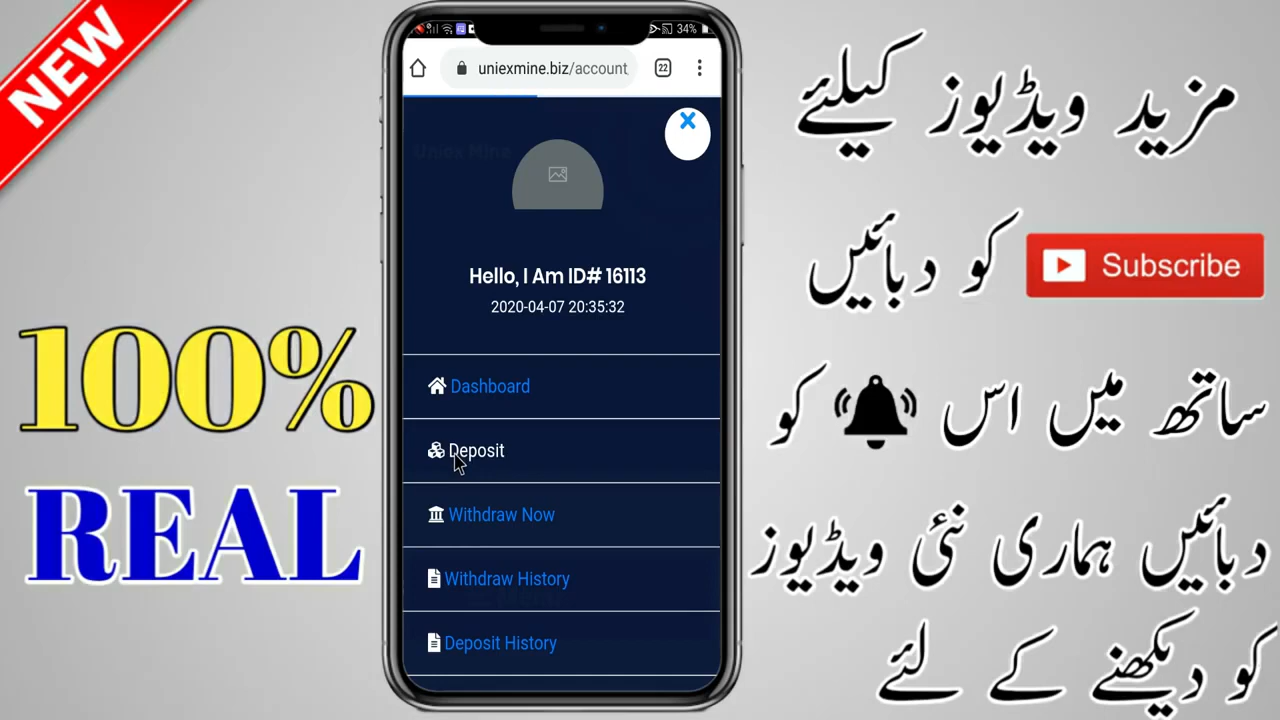 NEW
100%
REAL
34%
uniexmine.biz/account
22
Uniex Mine
Hello, I Am ID# 16113
2020-04-07 20:35:32
Dashboard
Deposit
Withdraw Now
Withdraw History
Deposit History
مزید ویڈیوز کیلئے
Subscribe کو دبائیں
ساتھ میں اس کو
دبائیں ہماری نئی ویڈیوز
کو دیکھنے کے لئے